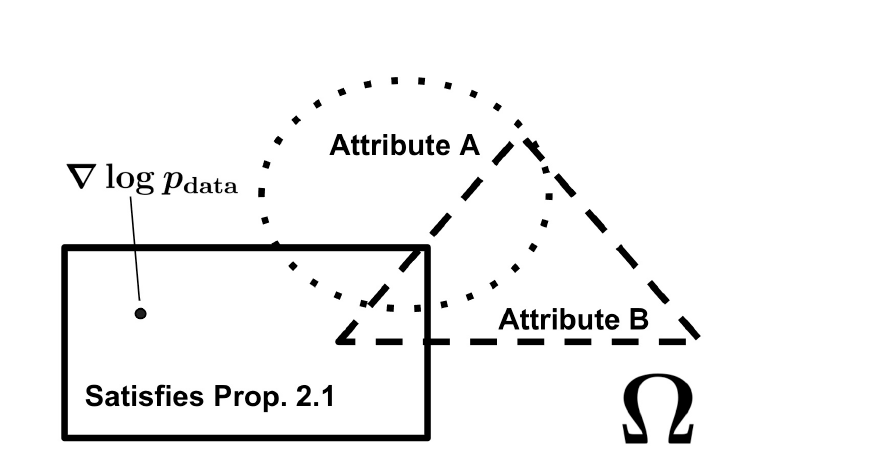 Attribute A
∇ log p_data
Attribute B
Satisfies Prop. 2.1
Ω